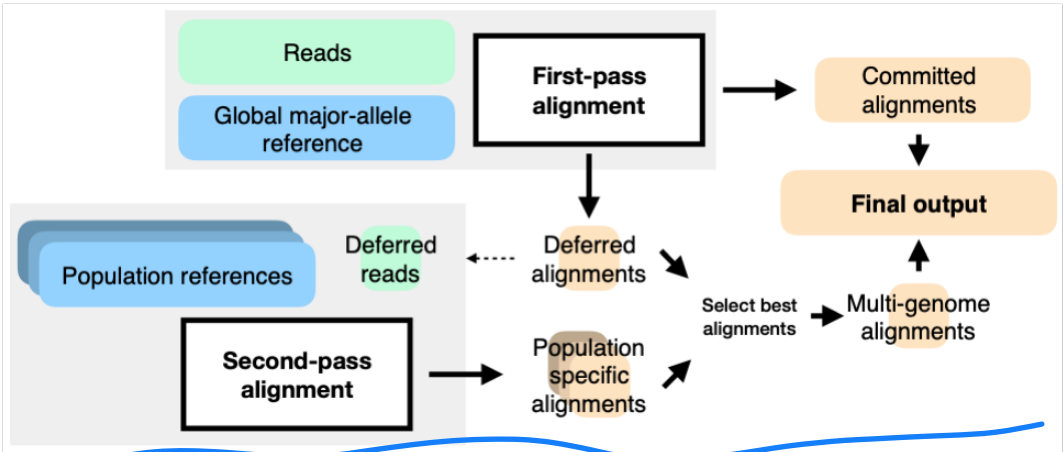 Reads
Global major-allele
reference
First-pass
alignment
Committed
alignments
Final output
Population references
Deferred
reads
Deferred
alignments
Select best
alignments
Multi-genome
alignments
Second-pass
alignment
Population
specific
alignments